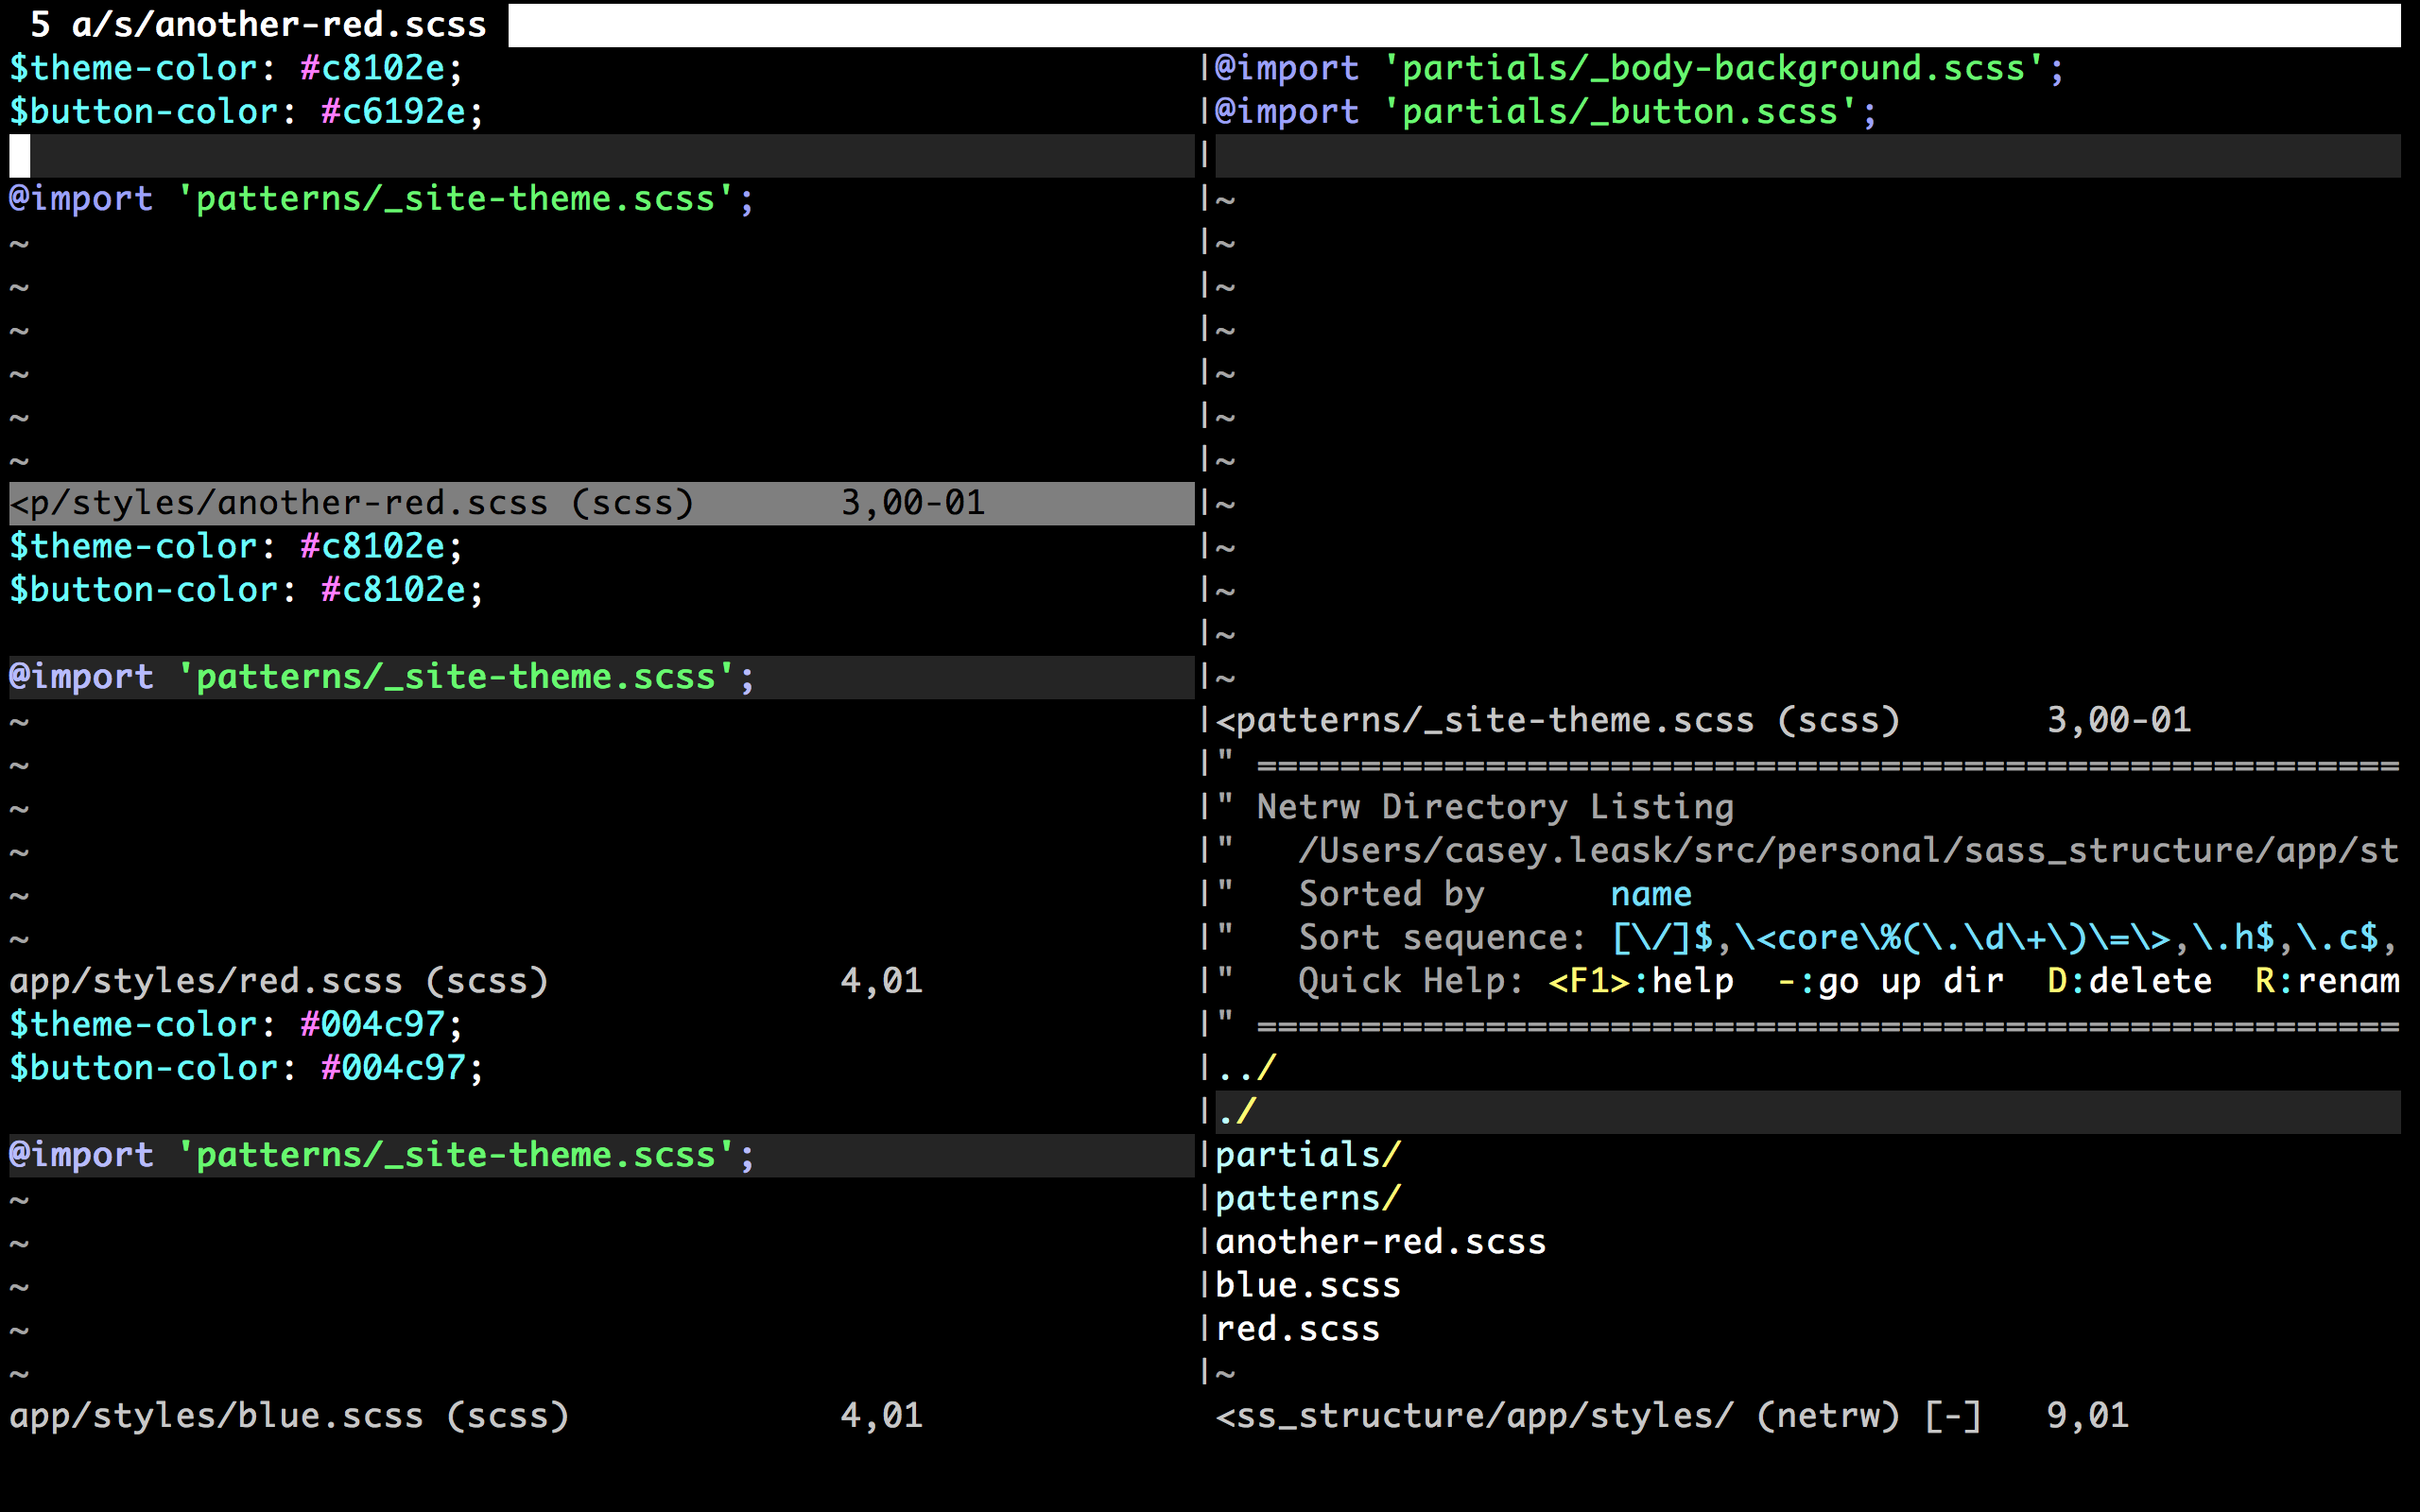 5 a/s/another-red.scss
$theme-color: #c8102e;
$button-color: #c6192e;
@import 'patterns/_site-theme.scss';
~
~
~
~
~
~
<p/styles/another-red.scss (scss) 3,00-01
$theme-color: #c8102e;
$button-color: #c8102e;
@import 'patterns/_site-theme.scss';
~
~
~
~
~
~
app/styles/red.scss (scss) 4,01
$theme-color: #004c97;
$button-color: #004c97;
@import 'patterns/_site-theme.scss';
~
~
~
~
~
app/styles/blue.scss (scss) 4,01
|@import 'partials/_body-background.scss';
|@import 'partials/_button.scss';
|
|~
|~
|~
|~
|~
|~
|~
|~
|~
|~
|~
|~
|<patterns/_site-theme.scss (scss) 3,00-01
|" =======================================================
|" Netrw Directory Listing
|" /Users/casey.leask/src/personal/sass_structure/app/st
|" Sorted by name
|" Sort sequence: [\/]$,\<core\%(\.\d\+\)\=\>,\.h$,\.c$,
|" Quick Help: <F1>:help -:go up dir D:delete R:renam
|" =======================================================
|../
|./
|partials/
|patterns/
|another-red.scss
|blue.scss
|red.scss
|~
<ss_structure/app/styles/ (netrw) [-] 9,01